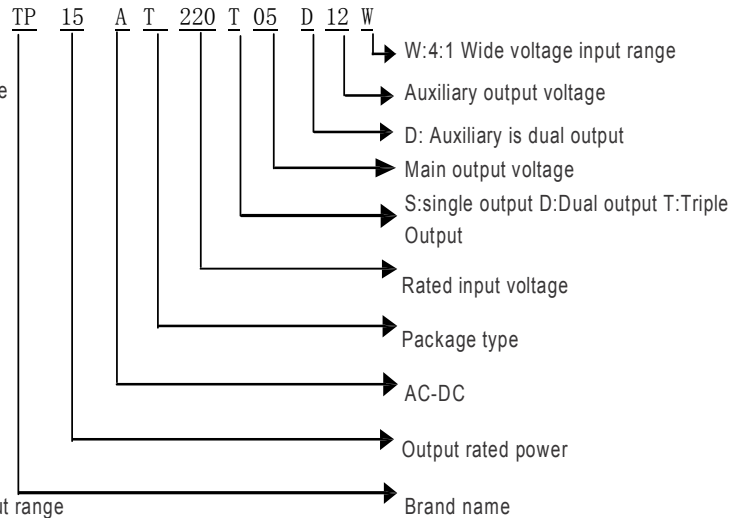 TP 15 A T 220 T 05 D 12 W
W:4:1 Wide voltage input range
Auxiliary output voltage
D: Auxiliary is dual output
Main output voltage
S:single output D:Dual output T:Triple
Output
Rated input voltage
Package type
AC-DC
Output rated power
Brand name
range